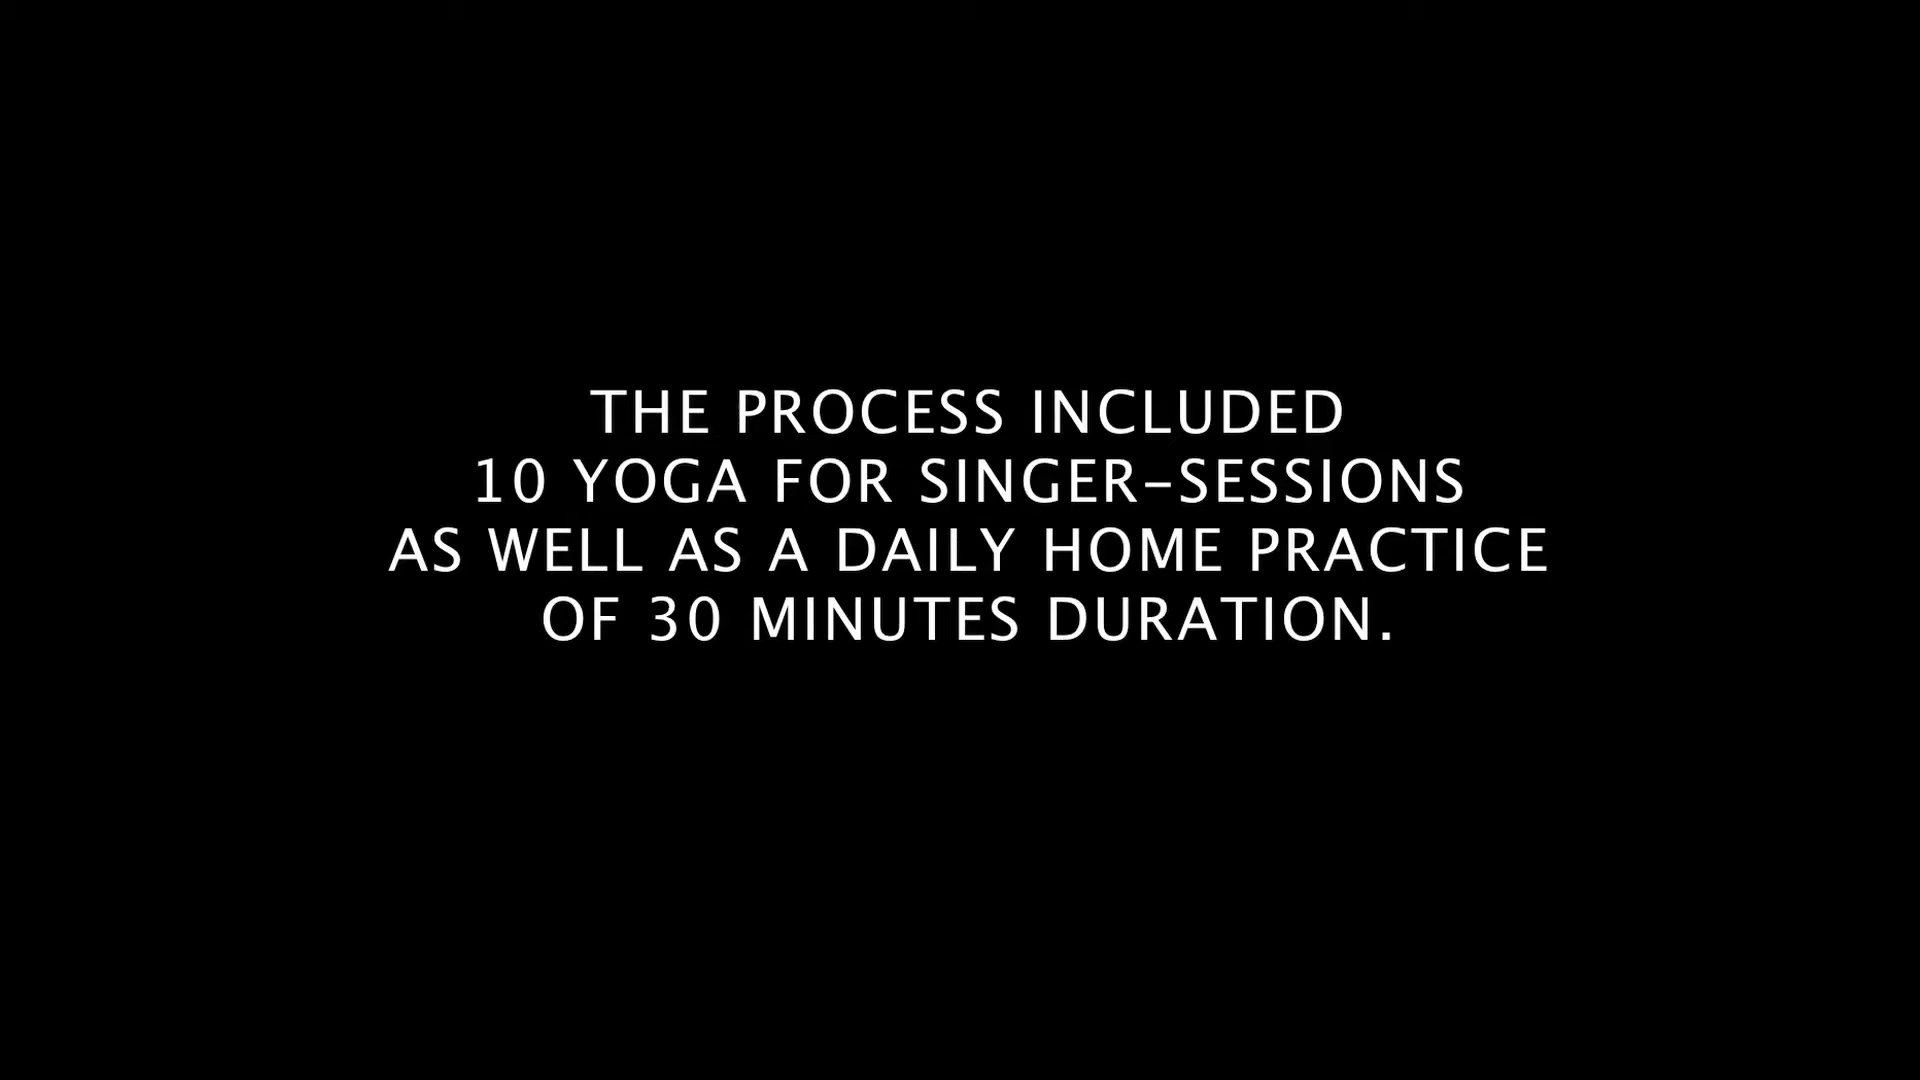 THE PROCESS INCLUDED
10 YOGA FOR SINGER-SESSIONS
AS WELL AS A DAILY HOME PRACTICE
OF 30 MINUTES DURATION.